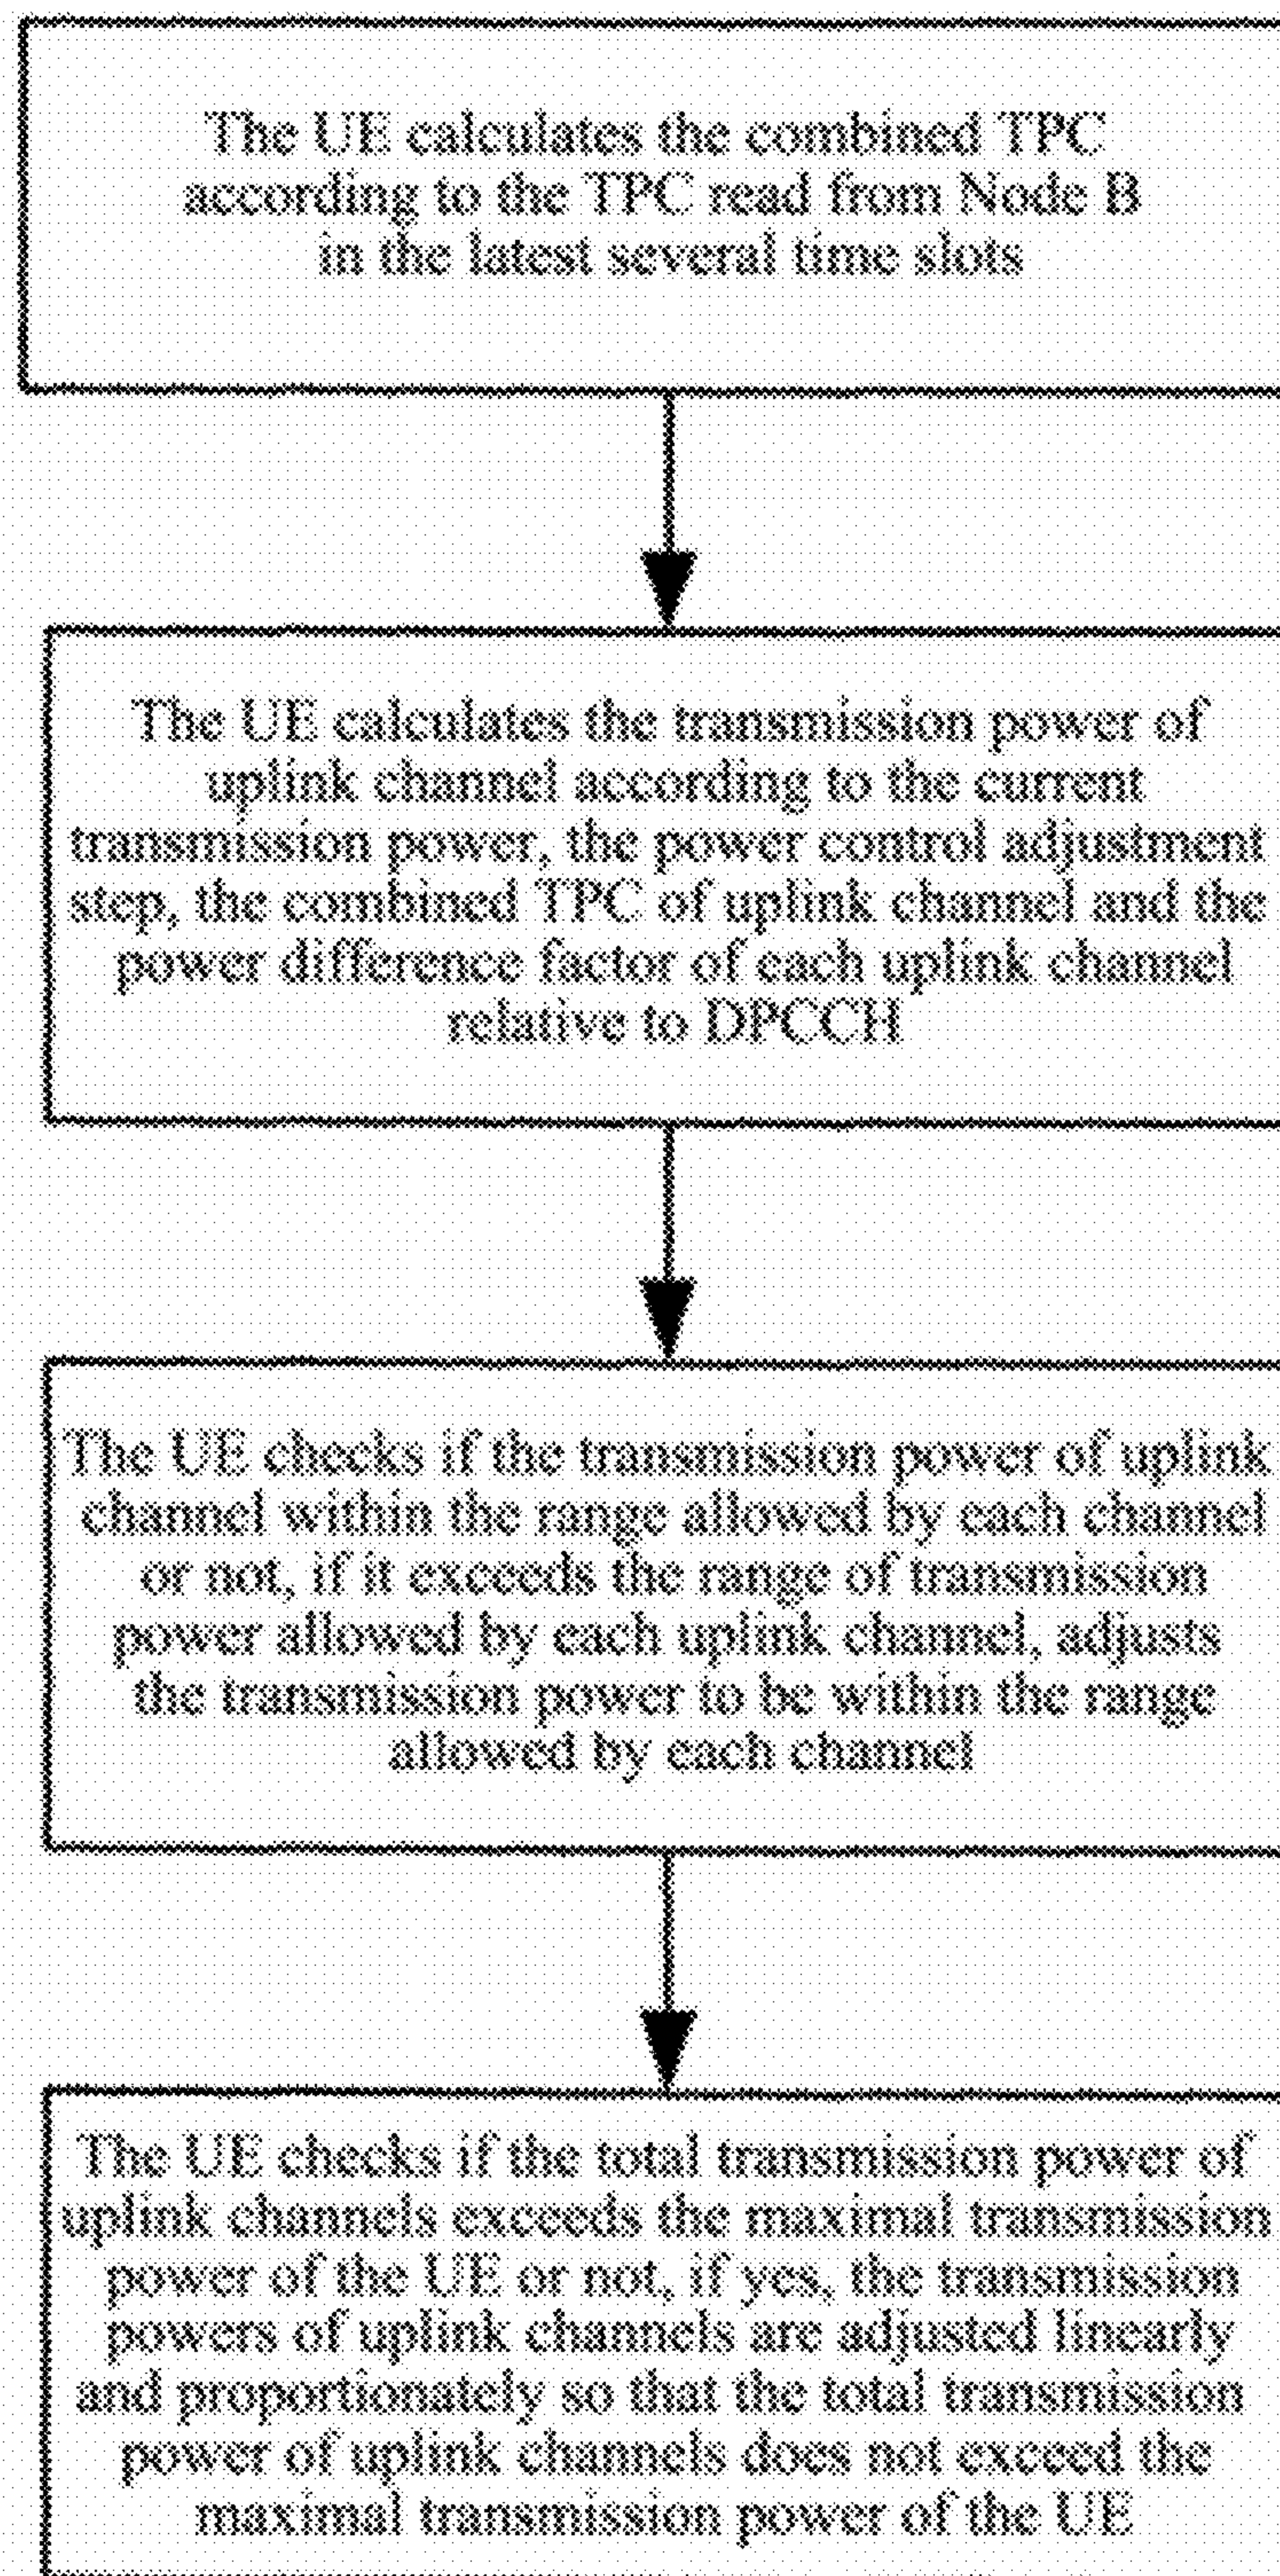 The UE calculates the combined TPC
according to the TPC read from Node B
in the latest several time slots
The UE calculates the transmission power of
uplink channel according to the current
transmission power, the power control adjustment
step, the combined TPC of uplink channel and the
power difference factor of each uplink channel
relative to DPCCH
The UE checks if the transmission power of uplink
channel within the range allowed by each channel
or not, if it exceeds the range of transmission
power allowed by each uplink channel, adjusts
the transmission power to be within the range
allowed by each channel
The UE checks if the total transmission power of
uplink channels exceeds the maximal transmission
power of the UE or not, if yes, the transmission
powers of uplink channels are adjusted linearly
and proportionately so that the total transmission
power of uplink channels does not exceed the
maximal transmission power of the UE